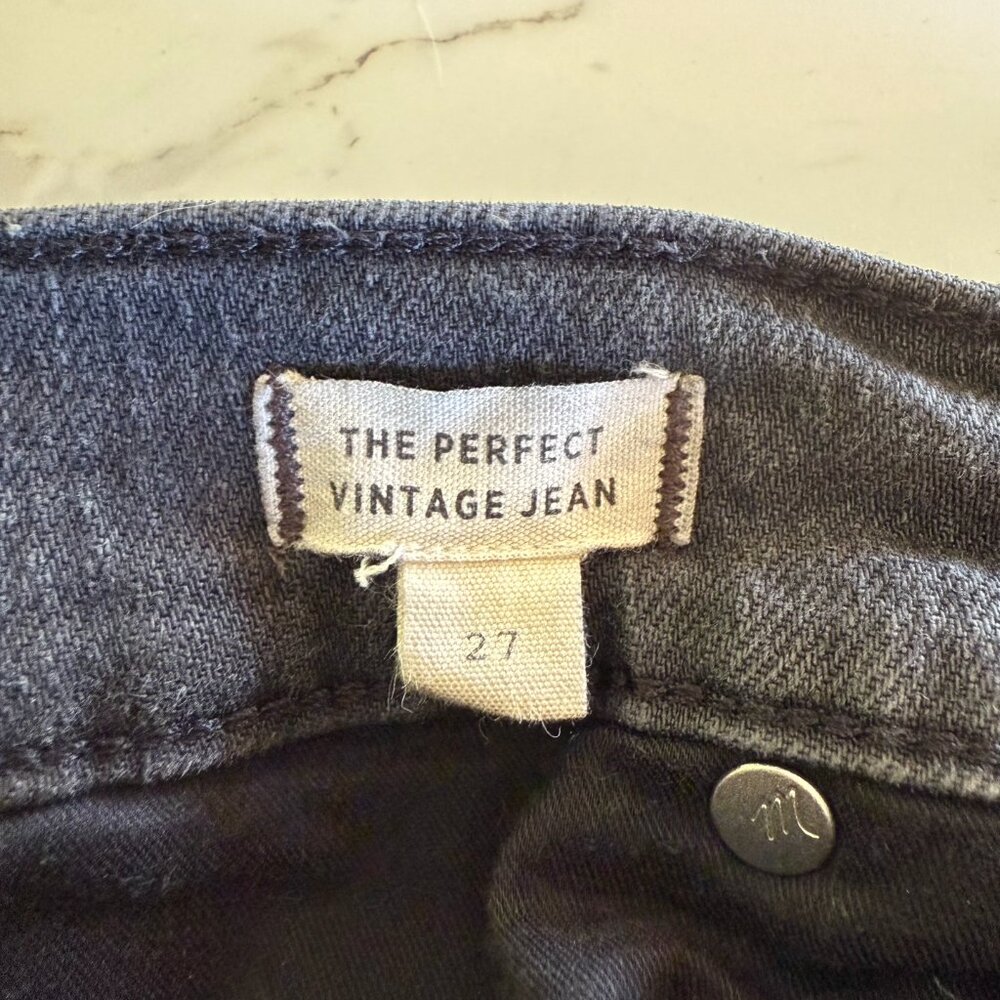 THE PERFECT
VINTAGE JEAN
27
m